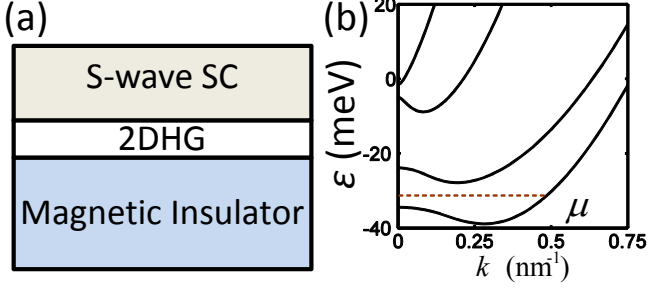 (a)
S-wave SC
2DHG
Magnetic Insulator
(b)
ε (meV)
20
0
-20
-40
μ
0 0.25 0.5 0.75
k (nm⁻¹)